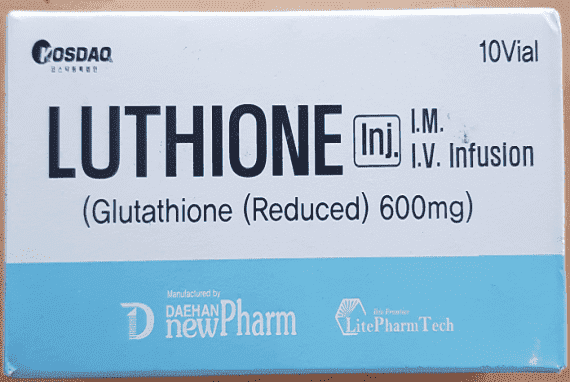 KOSDAQ
10Vial
LUTHIONE Inj. I.M.
I.V. Infusion
(Glutathione (Reduced) 600mg)
Manufactured by
DAEHAN
newPharm
LitePharmTech